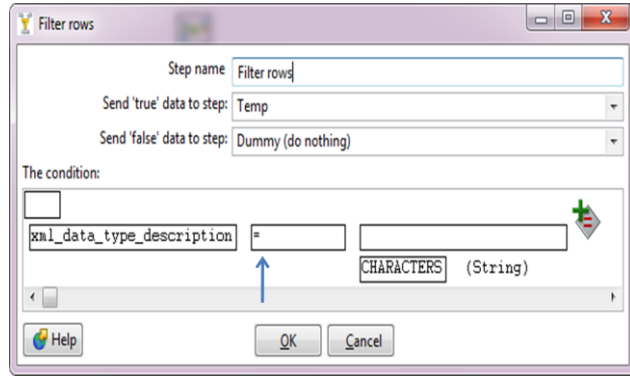 Filter rows
Step name Filter rows
Send 'true' data to step: Temp
Send 'false' data to step: Dummy (do nothing)
The condition:
xml_data_type_description = 
CHARACTERS (String)
Help OK Cancel